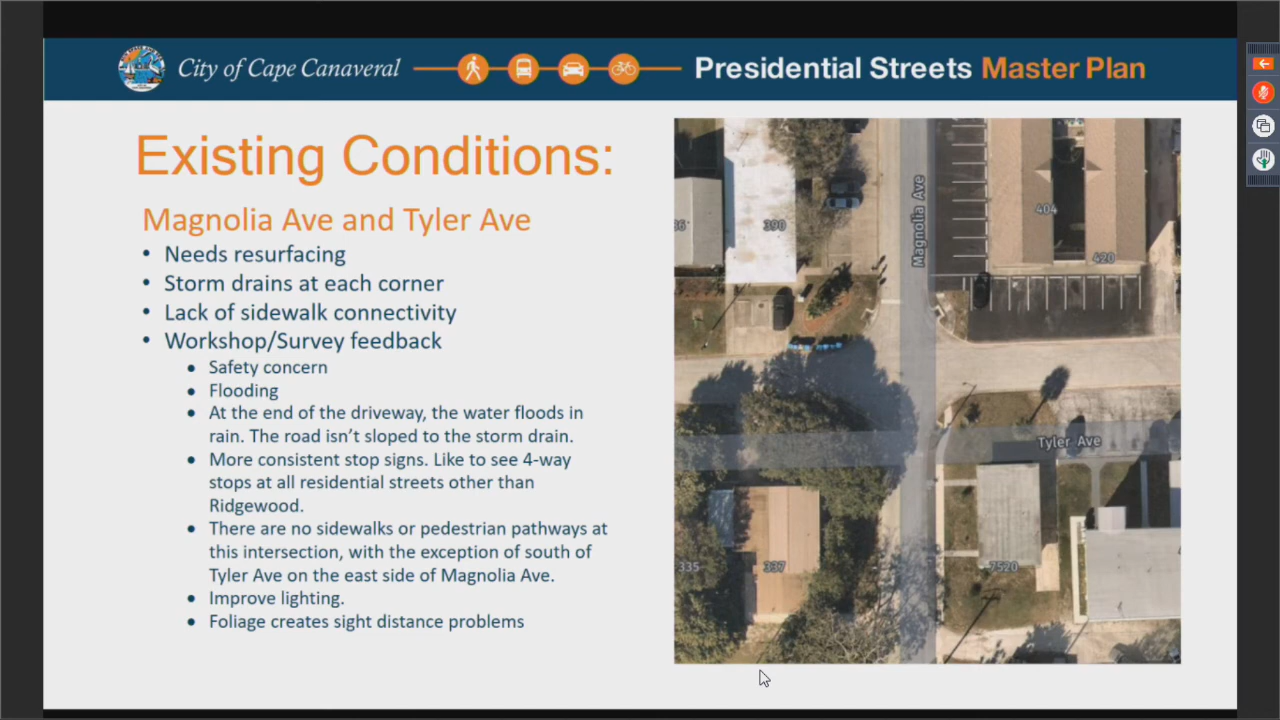 City of Cape Canaveral
Presidential Streets Master Plan
Existing Conditions:
Magnolia Ave and Tyler Ave
• Needs resurfacing
• Storm drains at each corner
• Lack of sidewalk connectivity
• Workshop/Survey feedback
• Safety concern
• Flooding
• At the end of the driveway, the water floods in
rain. The road isn't sloped to the storm drain.
• More consistent stop signs. Like to see 4-way
stops at all residential streets other than
Ridgewood.
• There are no sidewalks or pedestrian pathways at
this intersection, with the exception of south of
Tyler Ave on the east side of Magnolia Ave.
• Improve lighting.
• Foliage creates sight distance problems
Magnolia Ave
390
404
420
Tyler Ave
335
337
7520